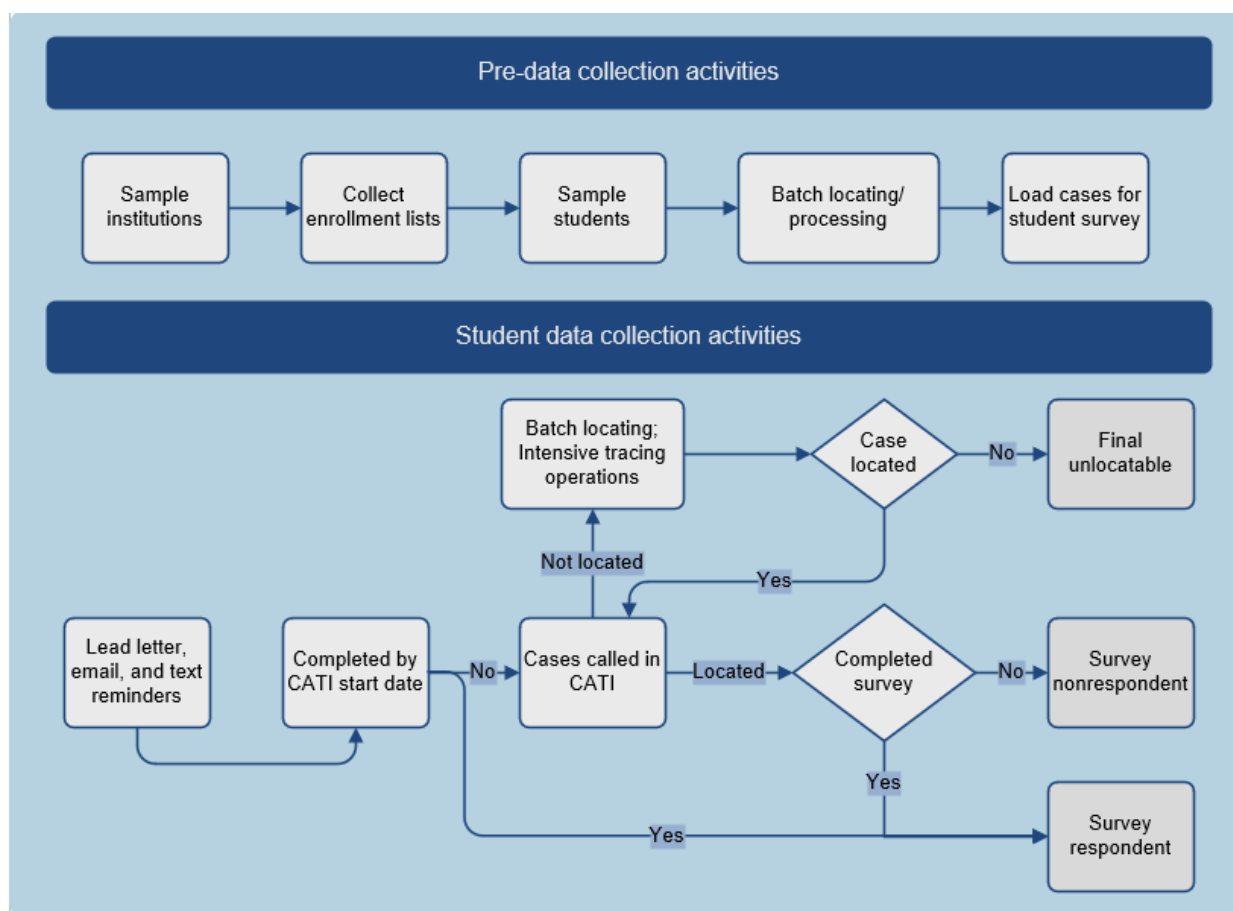 Pre-data collection activities
Sample
institutions
Collect
enrollment lists
Sample
students
Batch locating/
processing
Load cases for
student survey
Student data collection activities
Batch locating;
Intensive tracing
operations
Case
located
No
Final
unlocatable
Not located
Yes
Lead letter,
email, and text
reminders
Completed by
CATI start date
No
Cases called in
CATI
Located
Completed
survey
No
Survey
nonrespondent
Yes
Yes
Survey
respondent